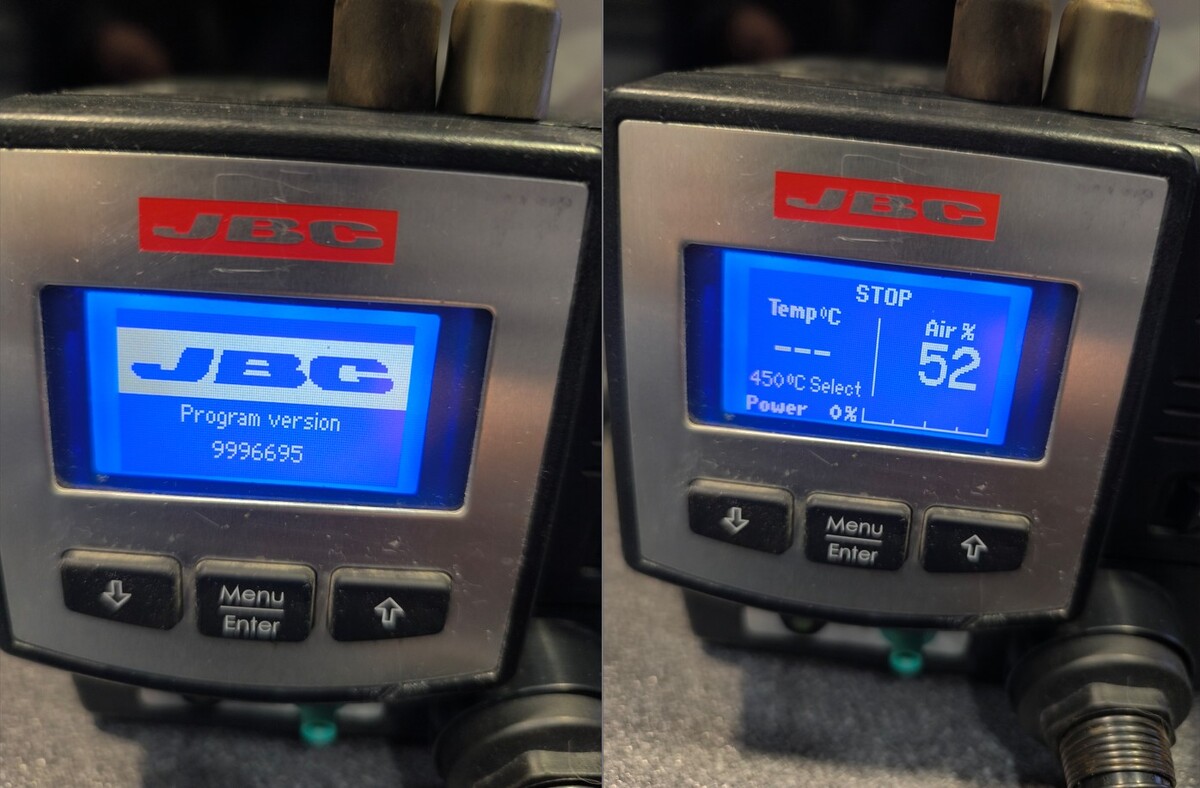 JBC
JBC
Program version
9996695
Menu
Enter
JBC
STOP
Temp ºC
Air %
---
52
450ºC Select
Power 0%
Menu
Enter